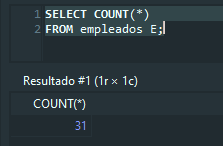 1 SELECT COUNT(*)
2 FROM empleados E;
Resultado #1 (1r × 1c)
COUNT(*)
31